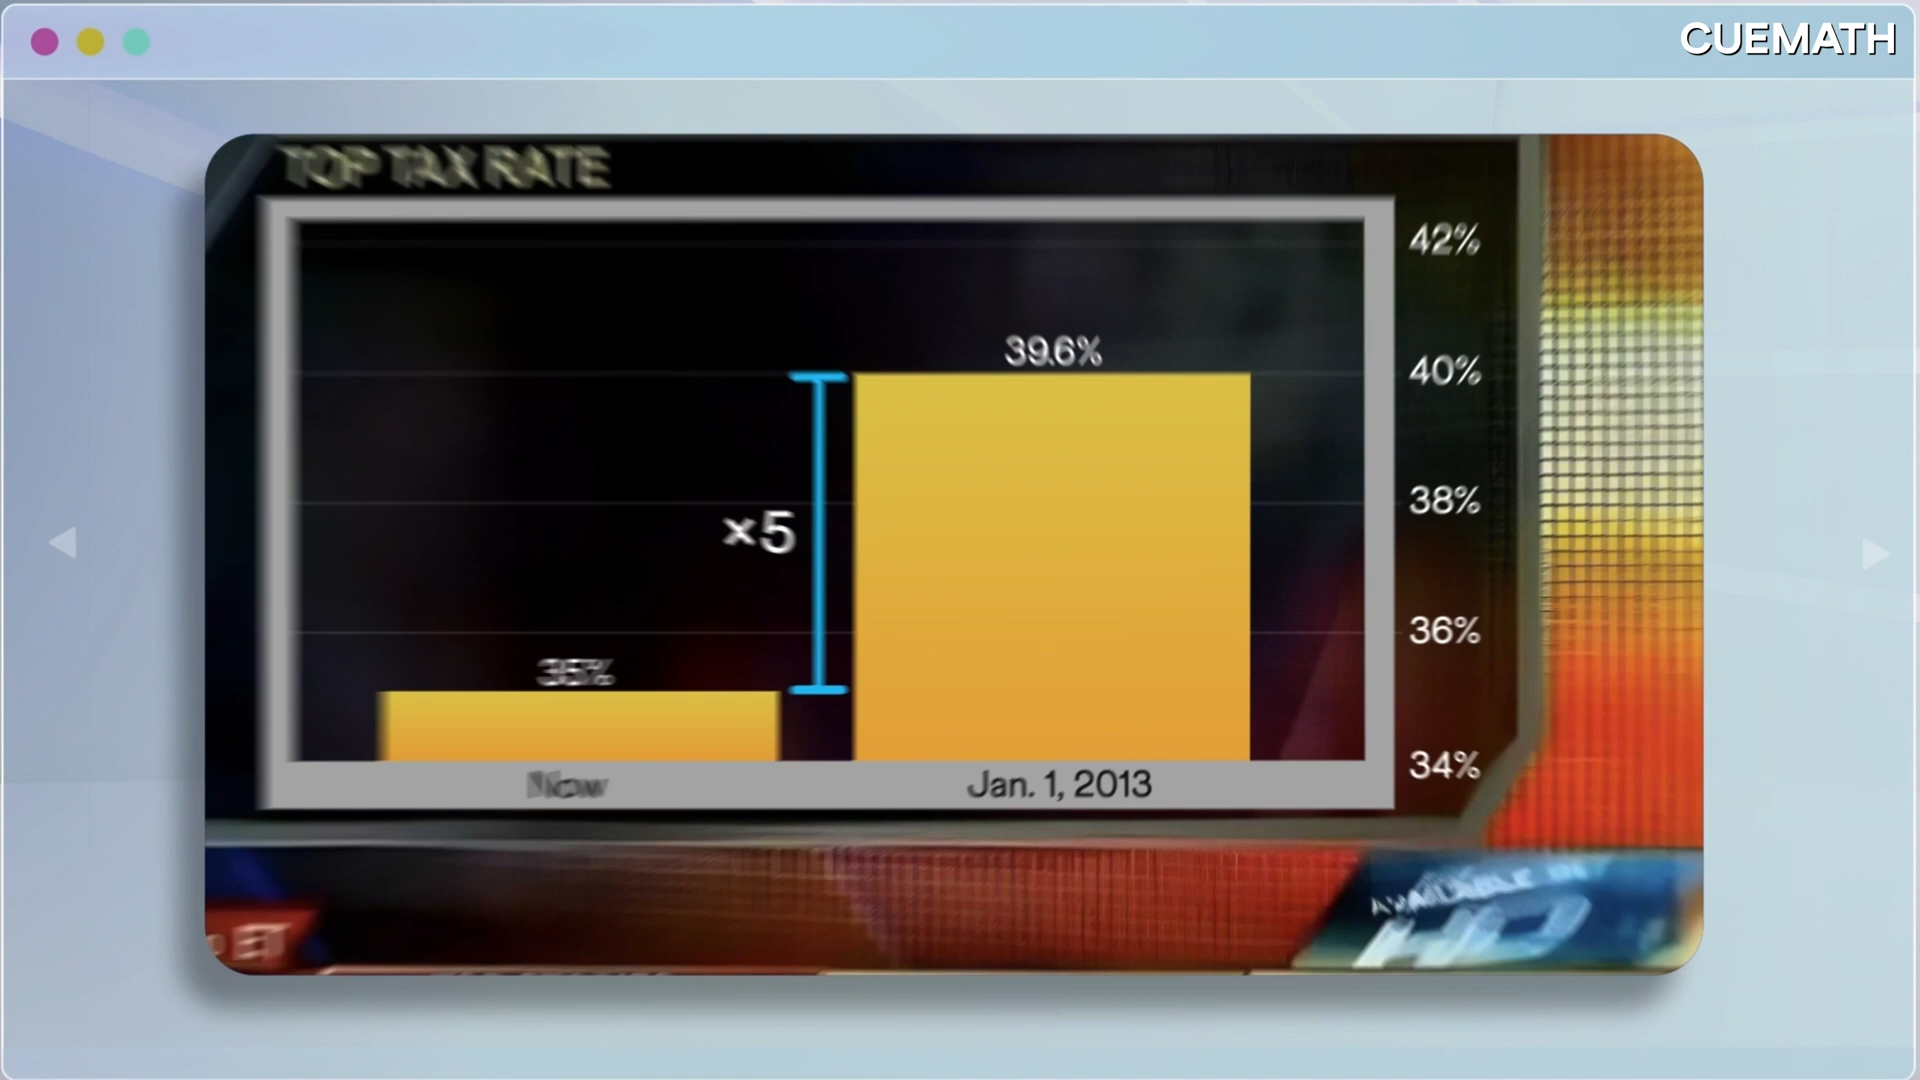 CUEMATH
TOP TAX RATE
42%
39.6%
40%
×5
38%
36%
35%
34%
Now
Jan. 1, 2013
AVAILABLE IN
HD
ET